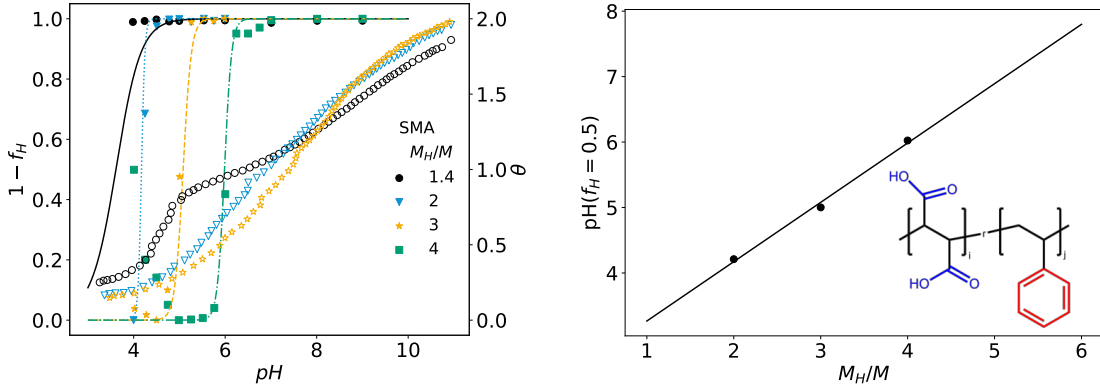 1.0
0.8
0.6
0.4
0.2
0.0
1 − f_H
4 6 8 10
pH
2.0
1.5
1.0
0.5
0.0
θ
SMA
M_H/M
1.4
2
3
4
8
7
6
5
4
pH(f_H = 0.5)
1 2 3 4 5 6
M_H/M
HO
O
HO
O
i
r
j